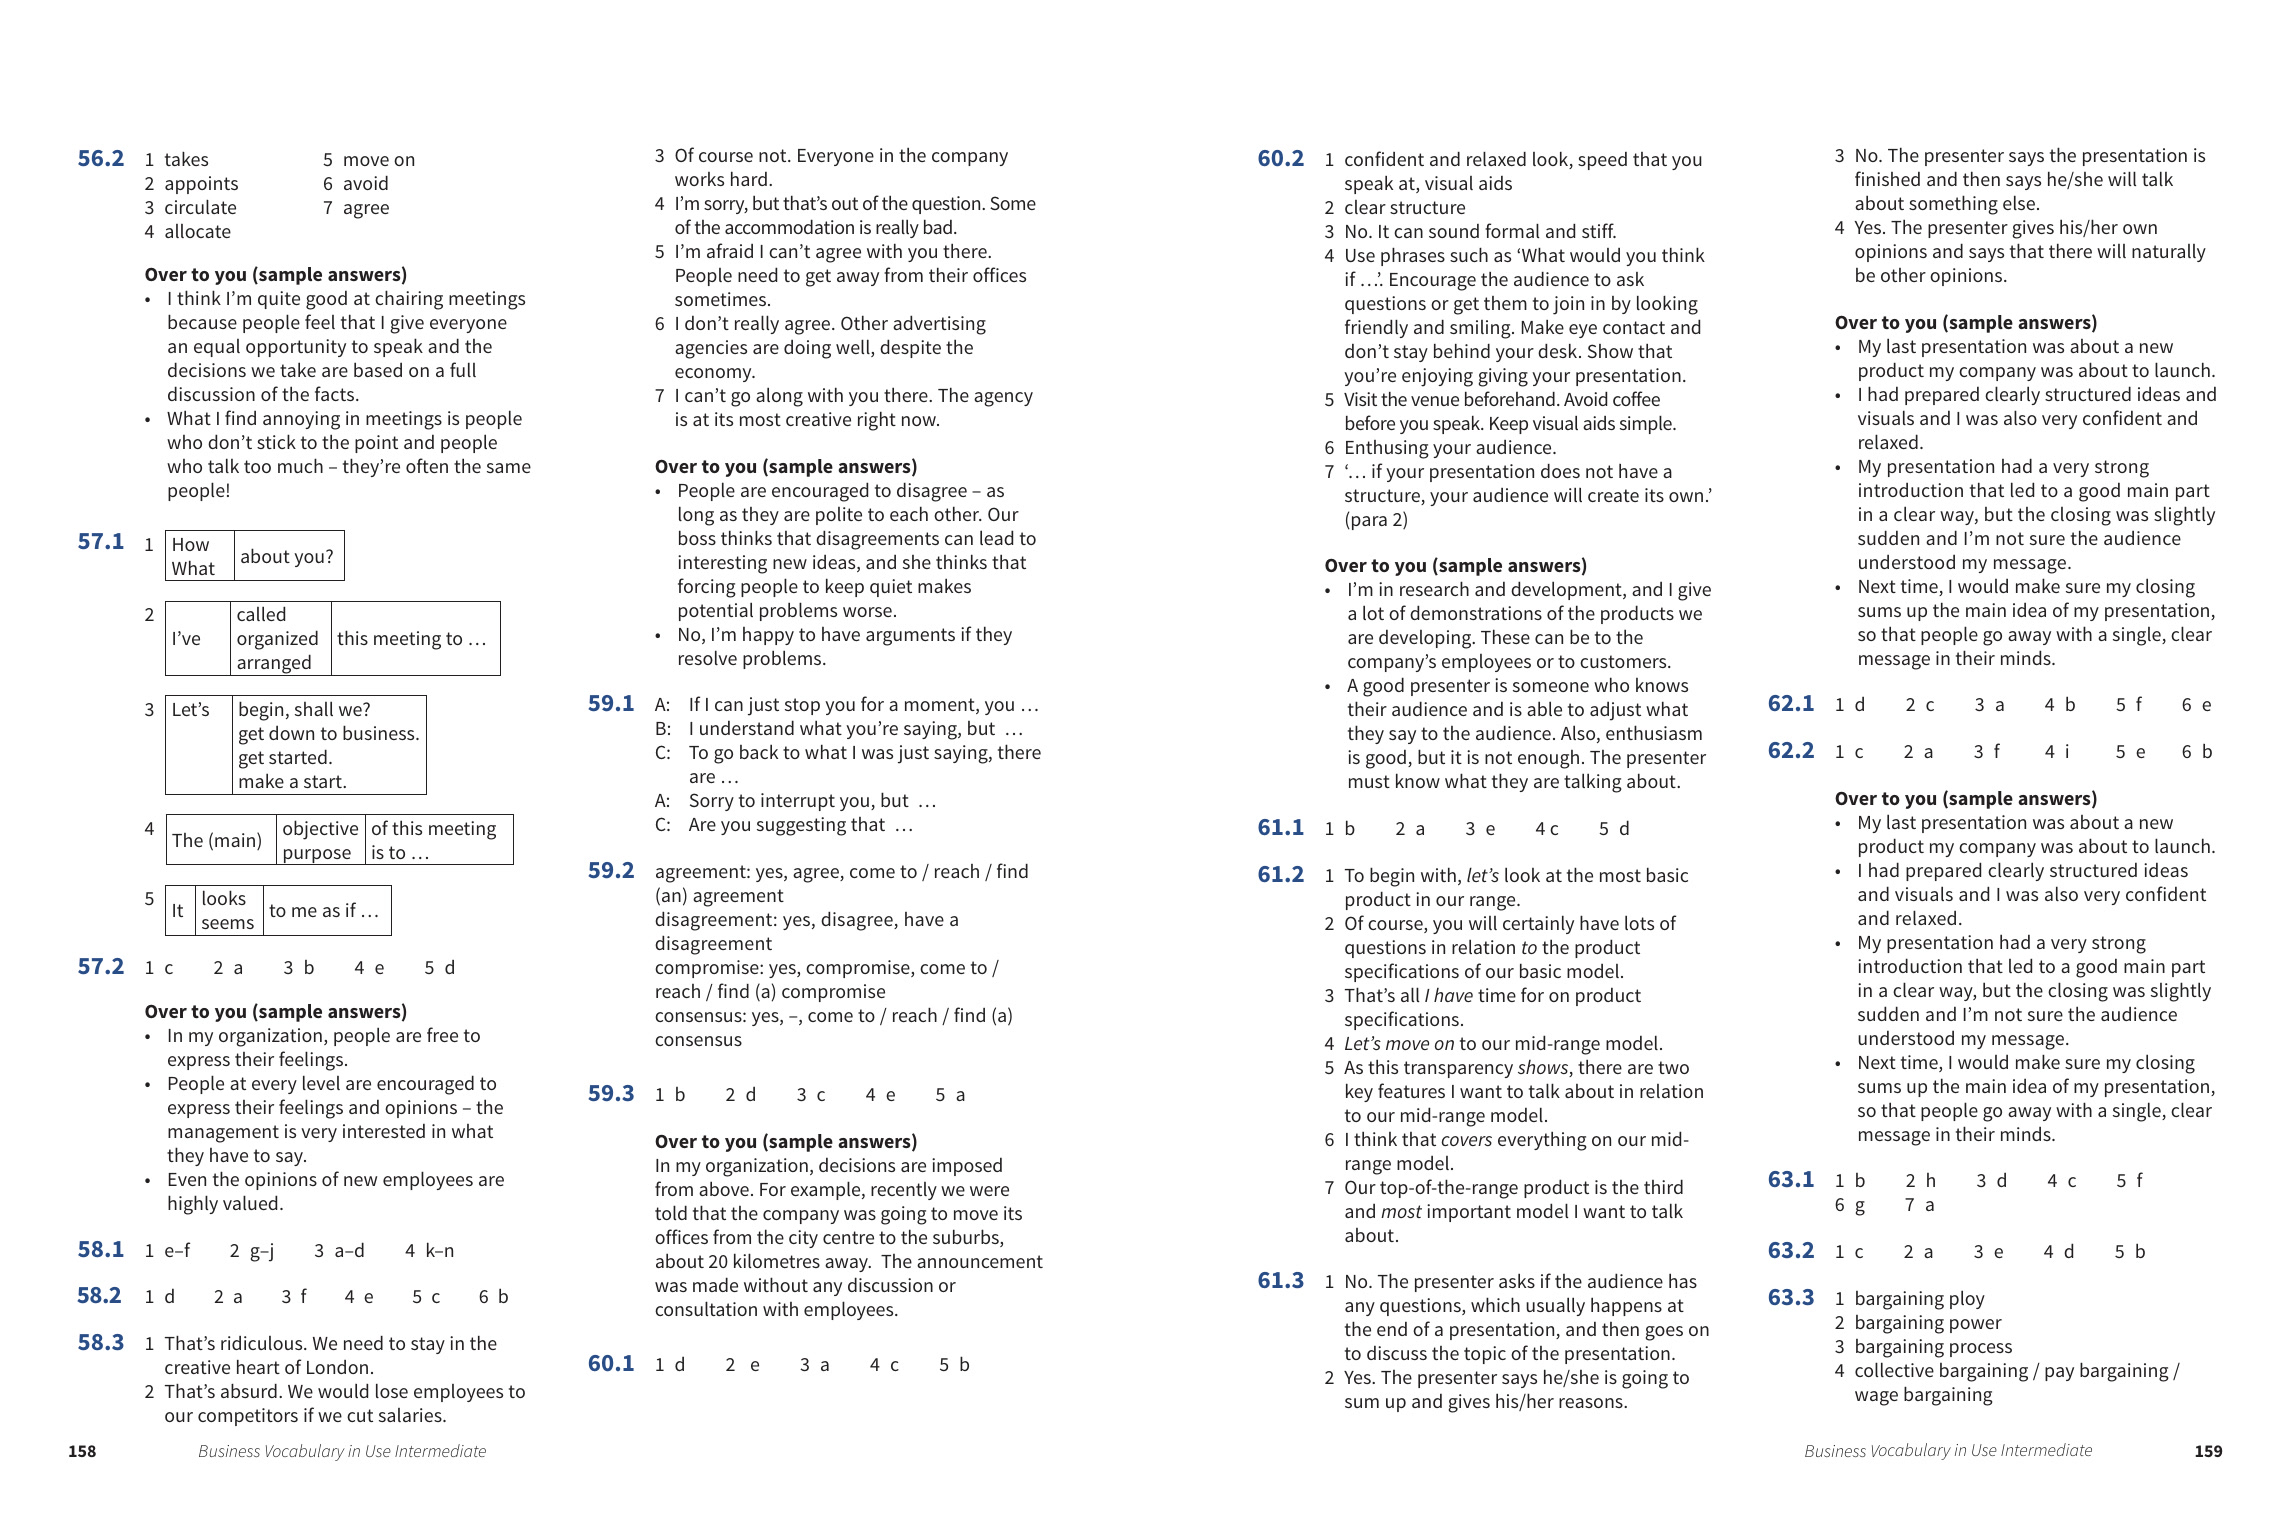 56.2 1 takes 5 move on
2 appoints 6 avoid
3 circulate 7 agree
4 allocate
Over to you (sample answers)
• I think I’m quite good at chairing meetings
because people feel that I give everyone
an equal opportunity to speak and the
decisions we take are based on a full
discussion of the facts.
• What I find annoying in meetings is people
who don’t stick to the point and people
who talk too much – they’re often the same
people!
57.1 1 How
What
about you?
2 I’ve
called
organized
arranged
this meeting to …
3 Let’s begin, shall we?
get down to business.
get started.
make a start.
4 The (main)
objective
purpose
of this meeting
is to …
5 It
looks
seems
to me as if …
57.2 1 c 2 a 3 b 4 e 5 d
Over to you (sample answers)
• In my organization, people are free to
express their feelings.
• People at every level are encouraged to
express their feelings and opinions – the
management is very interested in what
they have to say.
• Even the opinions of new employees are
highly valued.
58.1 1 e–f 2 g–j 3 a–d 4 k–n
58.2 1 d 2 a 3 f 4 e 5 c 6 b
58.3 1 That’s ridiculous. We need to stay in the
creative heart of London.
2 That’s absurd. We would lose employees to
our competitors if we cut salaries.
3 Of course not. Everyone in the company
works hard.
4 I’m sorry, but that’s out of the question. Some
of the accommodation is really bad.
5 I’m afraid I can’t agree with you there.
People need to get away from their offices
sometimes.
6 I don’t really agree. Other advertising
agencies are doing well, despite the
economy.
7 I can’t go along with you there. The agency
is at its most creative right now.
Over to you (sample answers)
• People are encouraged to disagree – as
long as they are polite to each other. Our
boss thinks that disagreements can lead to
interesting new ideas, and she thinks that
forcing people to keep quiet makes
potential problems worse.
• No, I’m happy to have arguments if they
resolve problems.
59.1 A: If I can just stop you for a moment, you …
B: I understand what you’re saying, but …
C: To go back to what I was just saying, there
are …
A: Sorry to interrupt you, but …
C: Are you suggesting that …
59.2 agreement: yes, agree, come to / reach / find
(an) agreement
disagreement: yes, disagree, have a
disagreement
compromise: yes, compromise, come to /
reach / find (a) compromise
consensus: yes, –, come to / reach / find (a)
consensus
59.3 1 b 2 d 3 c 4 e 5 a
Over to you (sample answers)
In my organization, decisions are imposed
from above. For example, recently we were
told that the company was going to move its
offices from the city centre to the suburbs,
about 20 kilometres away. The announcement
was made without any discussion or
consultation with employees.
60.1 1 d 2 e 3 a 4 c 5 b
158 Business Vocabulary in Use Intermediate
60.2 1 confident and relaxed look, speed that you
speak at, visual aids
2 clear structure
3 No. It can sound formal and stiff.
4 Use phrases such as ‘What would you think
if …’. Encourage the audience to ask
questions or get them to join in by looking
friendly and smiling. Make eye contact and
don’t stay behind your desk. Show that
you’re enjoying giving your presentation.
5 Visit the venue beforehand. Avoid coffee
before you speak. Keep visual aids simple.
6 Enthusing your audience.
7 ‘… if your presentation does not have a
structure, your audience will create its own.’
(para 2)
Over to you (sample answers)
• I’m in research and development, and I give
a lot of demonstrations of the products we
are developing. These can be to the
company’s employees or to customers.
• A good presenter is someone who knows
their audience and is able to adjust what
they say to the audience. Also, enthusiasm
is good, but it is not enough. The presenter
must know what they are talking about.
61.1 1 b 2 a 3 e 4 c 5 d
61.2 1 To begin with, let’s look at the most basic
product in our range.
2 Of course, you will certainly have lots of
questions in relation to the product
specifications of our basic model.
3 That’s all I have time for on product
specifications.
4 Let’s move on to our mid-range model.
5 As this transparency shows, there are two
key features I want to talk about in relation
to our mid-range model.
6 I think that covers everything on our mid-
range model.
7 Our top-of-the-range product is the third
and most important model I want to talk
about.
61.3 1 No. The presenter asks if the audience has
any questions, which usually happens at
the end of a presentation, and then goes on
to discuss the topic of the presentation.
2 Yes. The presenter says he/she is going to
sum up and gives his/her reasons.
3 No. The presenter says the presentation is
finished and then says he/she will talk
about something else.
4 Yes. The presenter gives his/her own
opinions and says that there will naturally
be other opinions.
Over to you (sample answers)
• My last presentation was about a new
product my company was about to launch.
• I had prepared clearly structured ideas and
visuals and I was also very confident and
relaxed.
• My presentation had a very strong
introduction that led to a good main part
in a clear way, but the closing was slightly
sudden and I’m not sure the audience
understood my message.
• Next time, I would make sure my closing
sums up the main idea of my presentation,
so that people go away with a single, clear
message in their minds.
62.1 1 d 2 c 3 a 4 b 5 f 6 e
62.2 1 c 2 a 3 f 4 i 5 e 6 b
Over to you (sample answers)
• My last presentation was about a new
product my company was about to launch.
• I had prepared clearly structured ideas
and visuals and I was also very confident
and relaxed.
• My presentation had a very strong
introduction that led to a good main part
in a clear way, but the closing was slightly
sudden and I’m not sure the audience
understood my message.
• Next time, I would make sure my closing
sums up the main idea of my presentation,
so that people go away with a single, clear
message in their minds.
63.1 1 b 2 h 3 d 4 c 5 f
6 g 7 a
63.2 1 c 2 a 3 e 4 d 5 b
63.3 1 bargaining ploy
2 bargaining power
3 bargaining process
4 collective bargaining / pay bargaining /
wage bargaining
Business Vocabulary in Use Intermediate 159